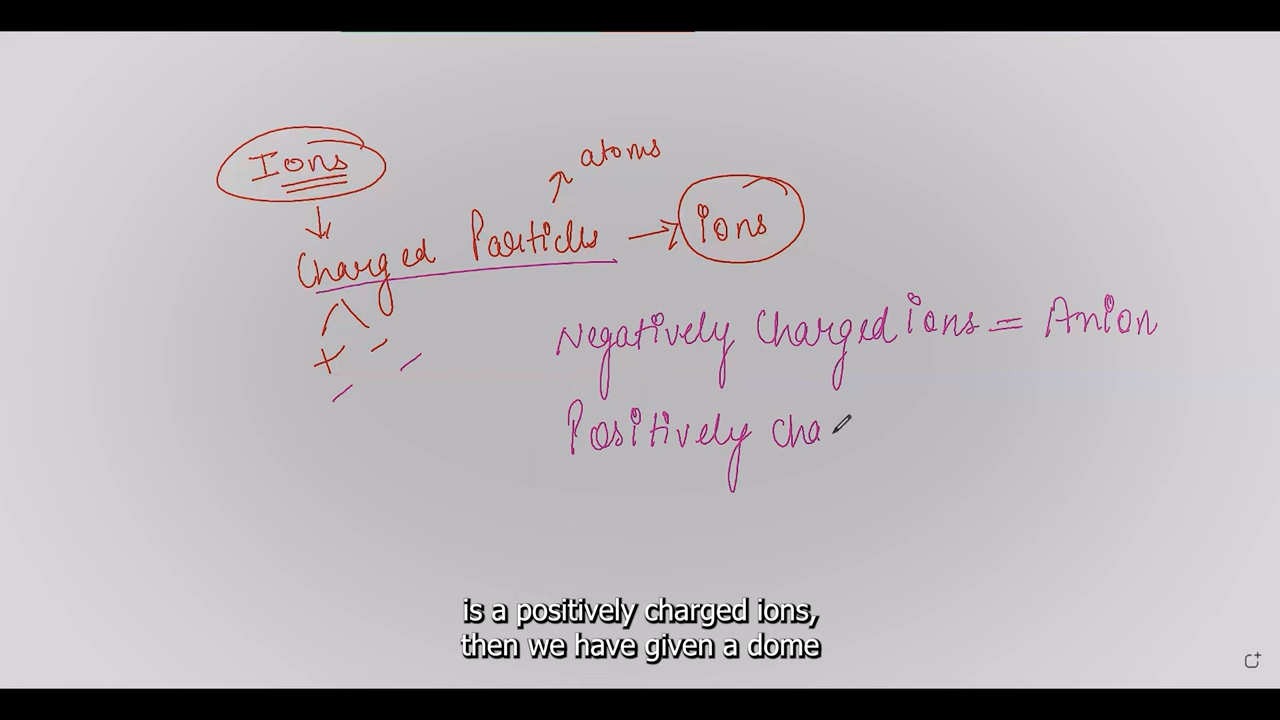 Ions
atoms
Charged Particles → ions
+ -
- -
Negatively Charged ions = Anion
Positively Cha
is a positively charged ions,
then we have given a dome